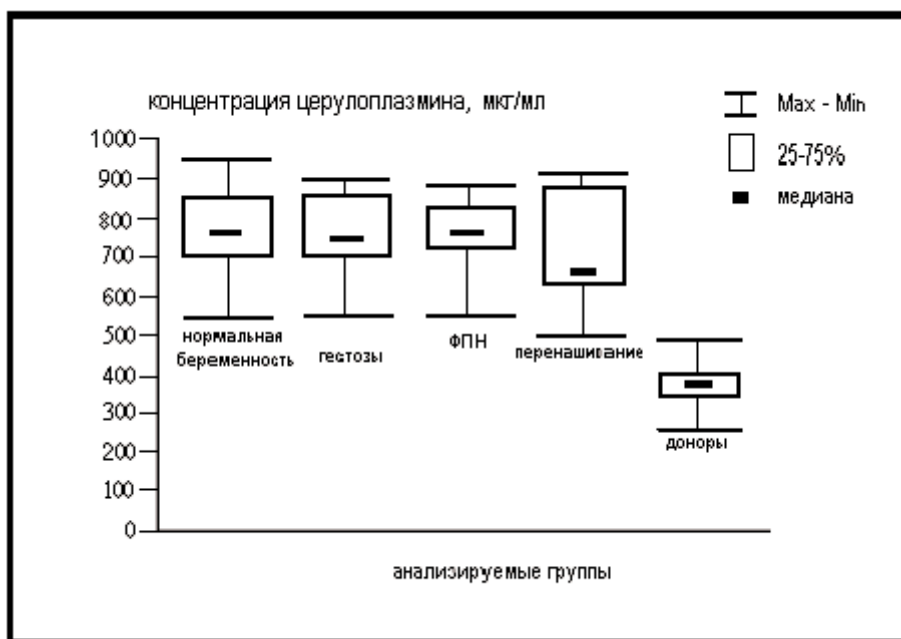 концентрация церулоплазмина, мкг/мл
Max - Min
25-75%
медиана
1000
900
800
700
600
500
400
300
200
100
0
нормальная
беременность
гестозы
ФПН
перенашивание
доноры
анализируемые группы